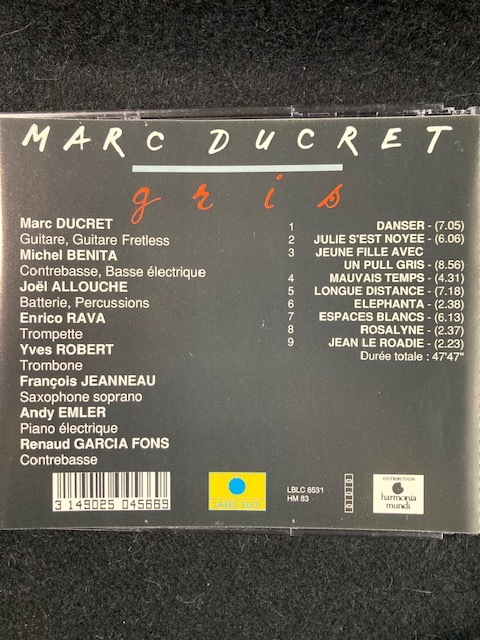 MARC DUCRET
gris
Marc DUCRET
Guitare, Guitare Fretless
Michel BENITA
Contrebasse, Basse électrique
Joël ALLOUCHE
Batterie, Percussions
Enrico RAVA
Trompette
Yves ROBERT
Trombone
François JEANNEAU
Saxophone soprano
Andy EMLER
Piano électrique
Renaud GARCIA FONS
Contrebasse
1 DANSER - (7.05)
2 JULIE S'EST NOYEE - (6.06)
3 JEUNE FILLE AVEC
UN PULL GRIS - (8.56)
4 MAUVAIS TEMPS - (4.31)
5 LONGUE DISTANCE - (7.18)
6 ELEPHANTA - (2.38)
7 ESPACES BLANCS - (6.13)
8 ROSALYNE - (2.37)
9 JEAN LE ROADIE - (2.23)
Durée totale : 47'47"
3 149025 045669
LABEL BLEU
LBLC 6531
HM 83
DISTRIBUTION
harmonia
mundi